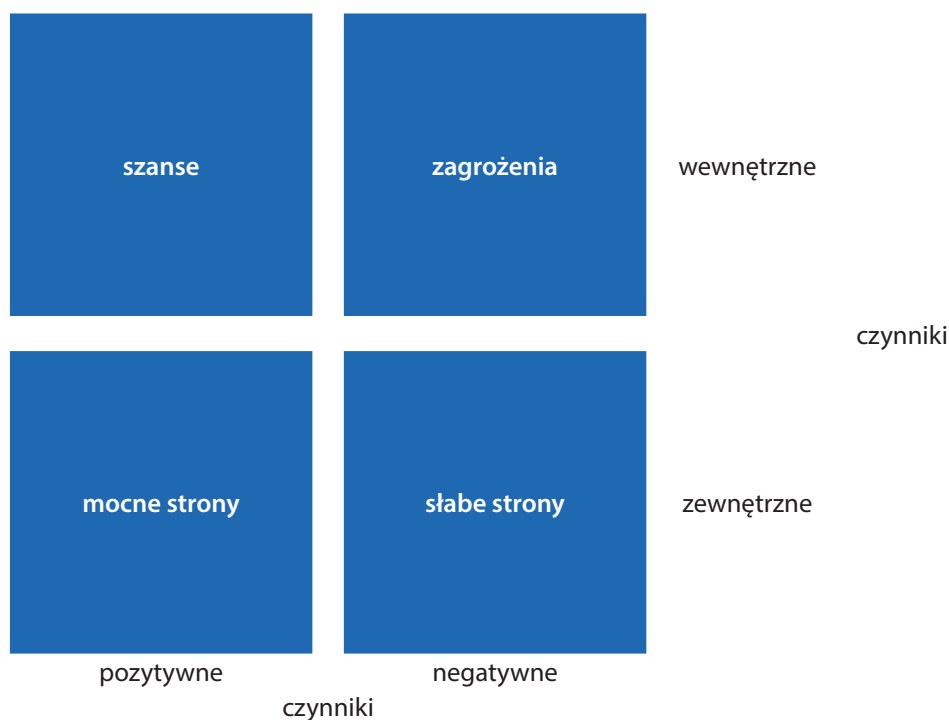 szanse
zagrożenia
wewnętrzne
czynniki
mocne strony
słabe strony
zewnętrzne
pozytywne
negatywne
czynniki